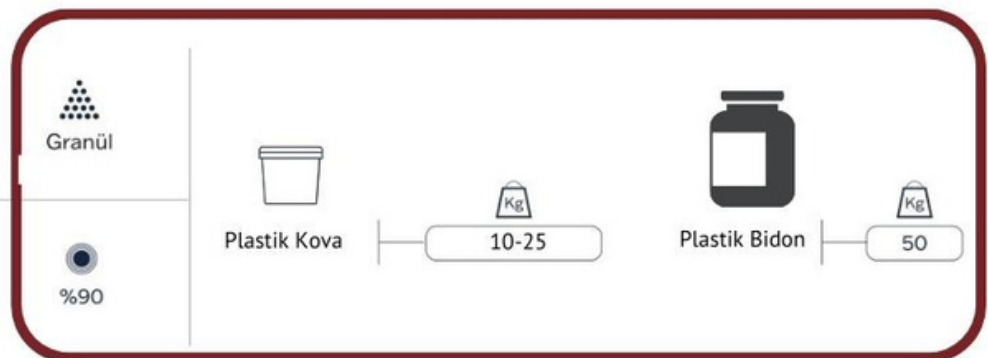 Granül
%90
Plastik Kova
Kg
10-25
Plastik Bidon
Kg
50